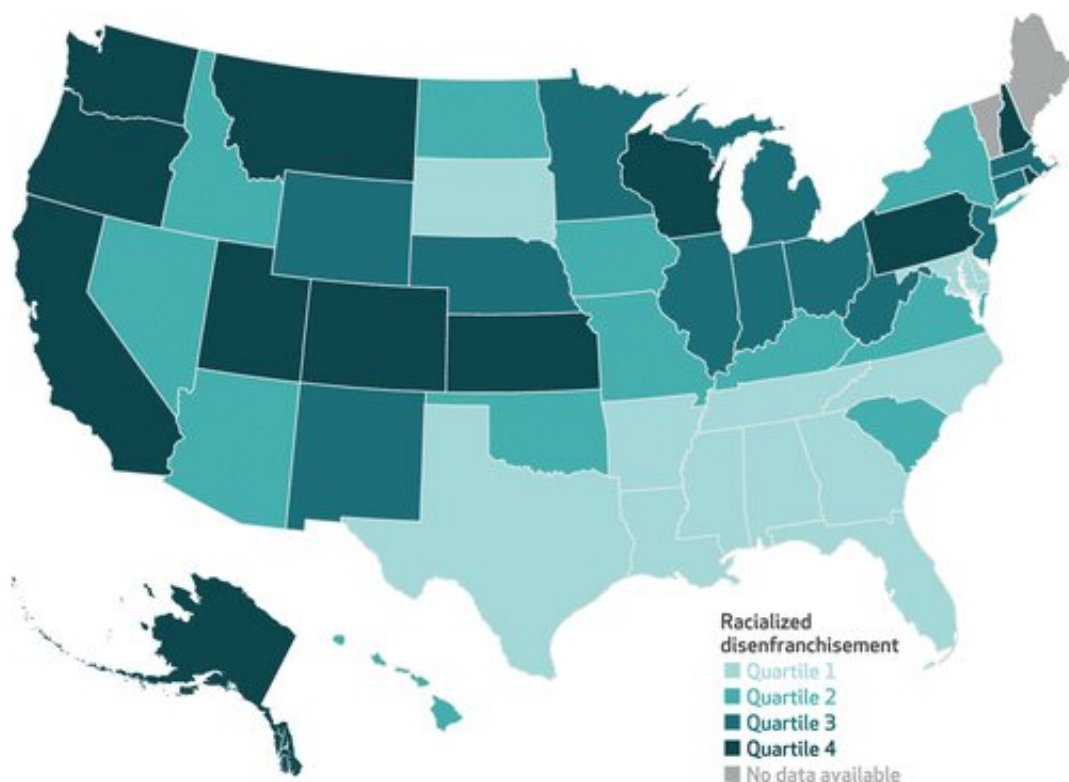 Racialized
disenfranchisement
Quartile 1
Quartile 2
Quartile 3
Quartile 4
No data available